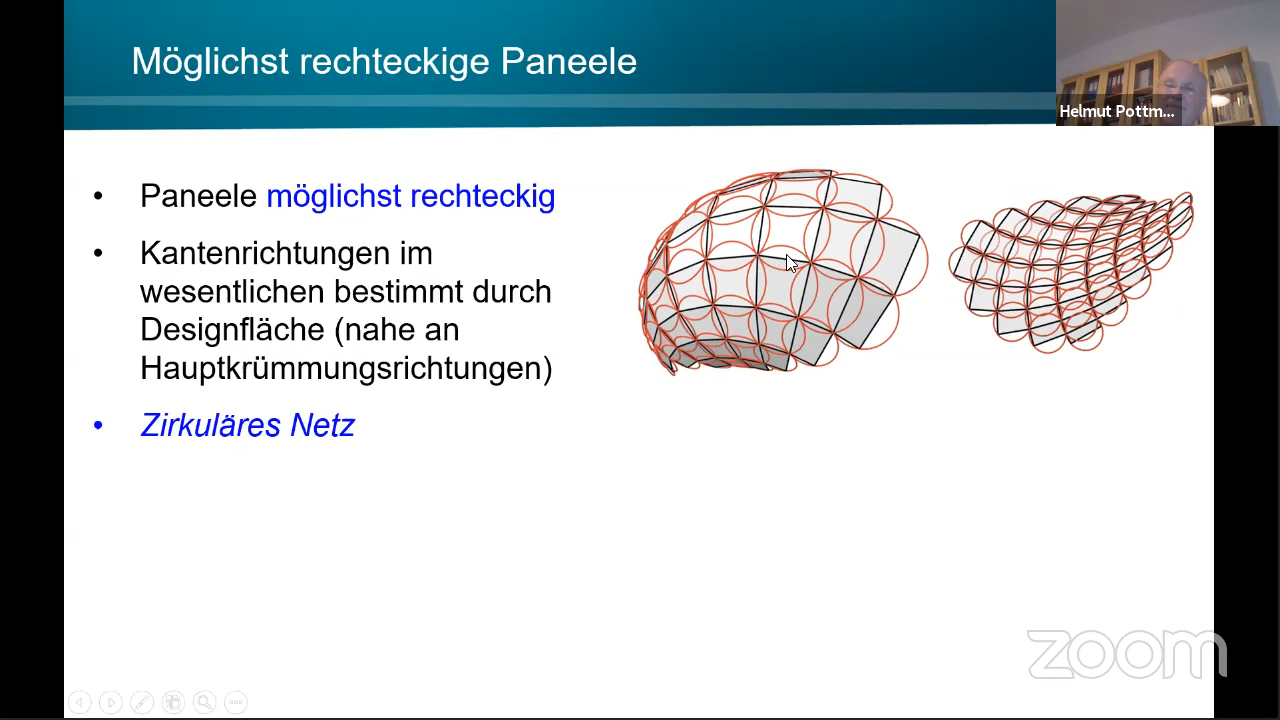 Möglichst rechteckige Paneele
Helmut Pottm...
• Paneele möglichst rechteckig
• Kantenrichtungen im
wesentlichen bestimmt durch
Designfläche (nahe an
Hauptkrümmungsrichtungen)
• Zirkuläres Netz
zoom